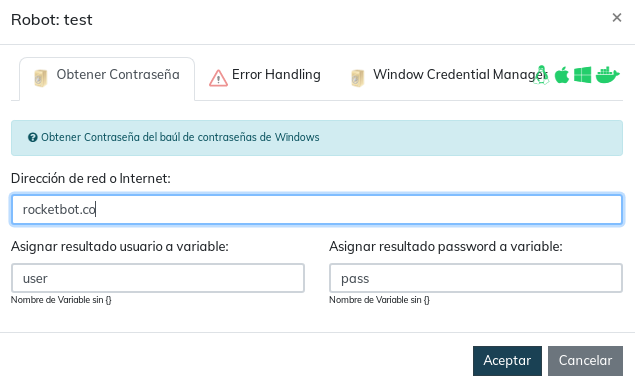 Robot: test
×
Obtener Contraseña
Error Handling
Window Credential Manager
Obtener Contraseña del baúl de contraseñas de Windows
Dirección de red o Internet:
rocketbot.co
Asignar resultado usuario a variable:
Asignar resultado password a variable:
user
pass
Nombre de Variable sin {}
Nombre de Variable sin {}
Aceptar
Cancelar